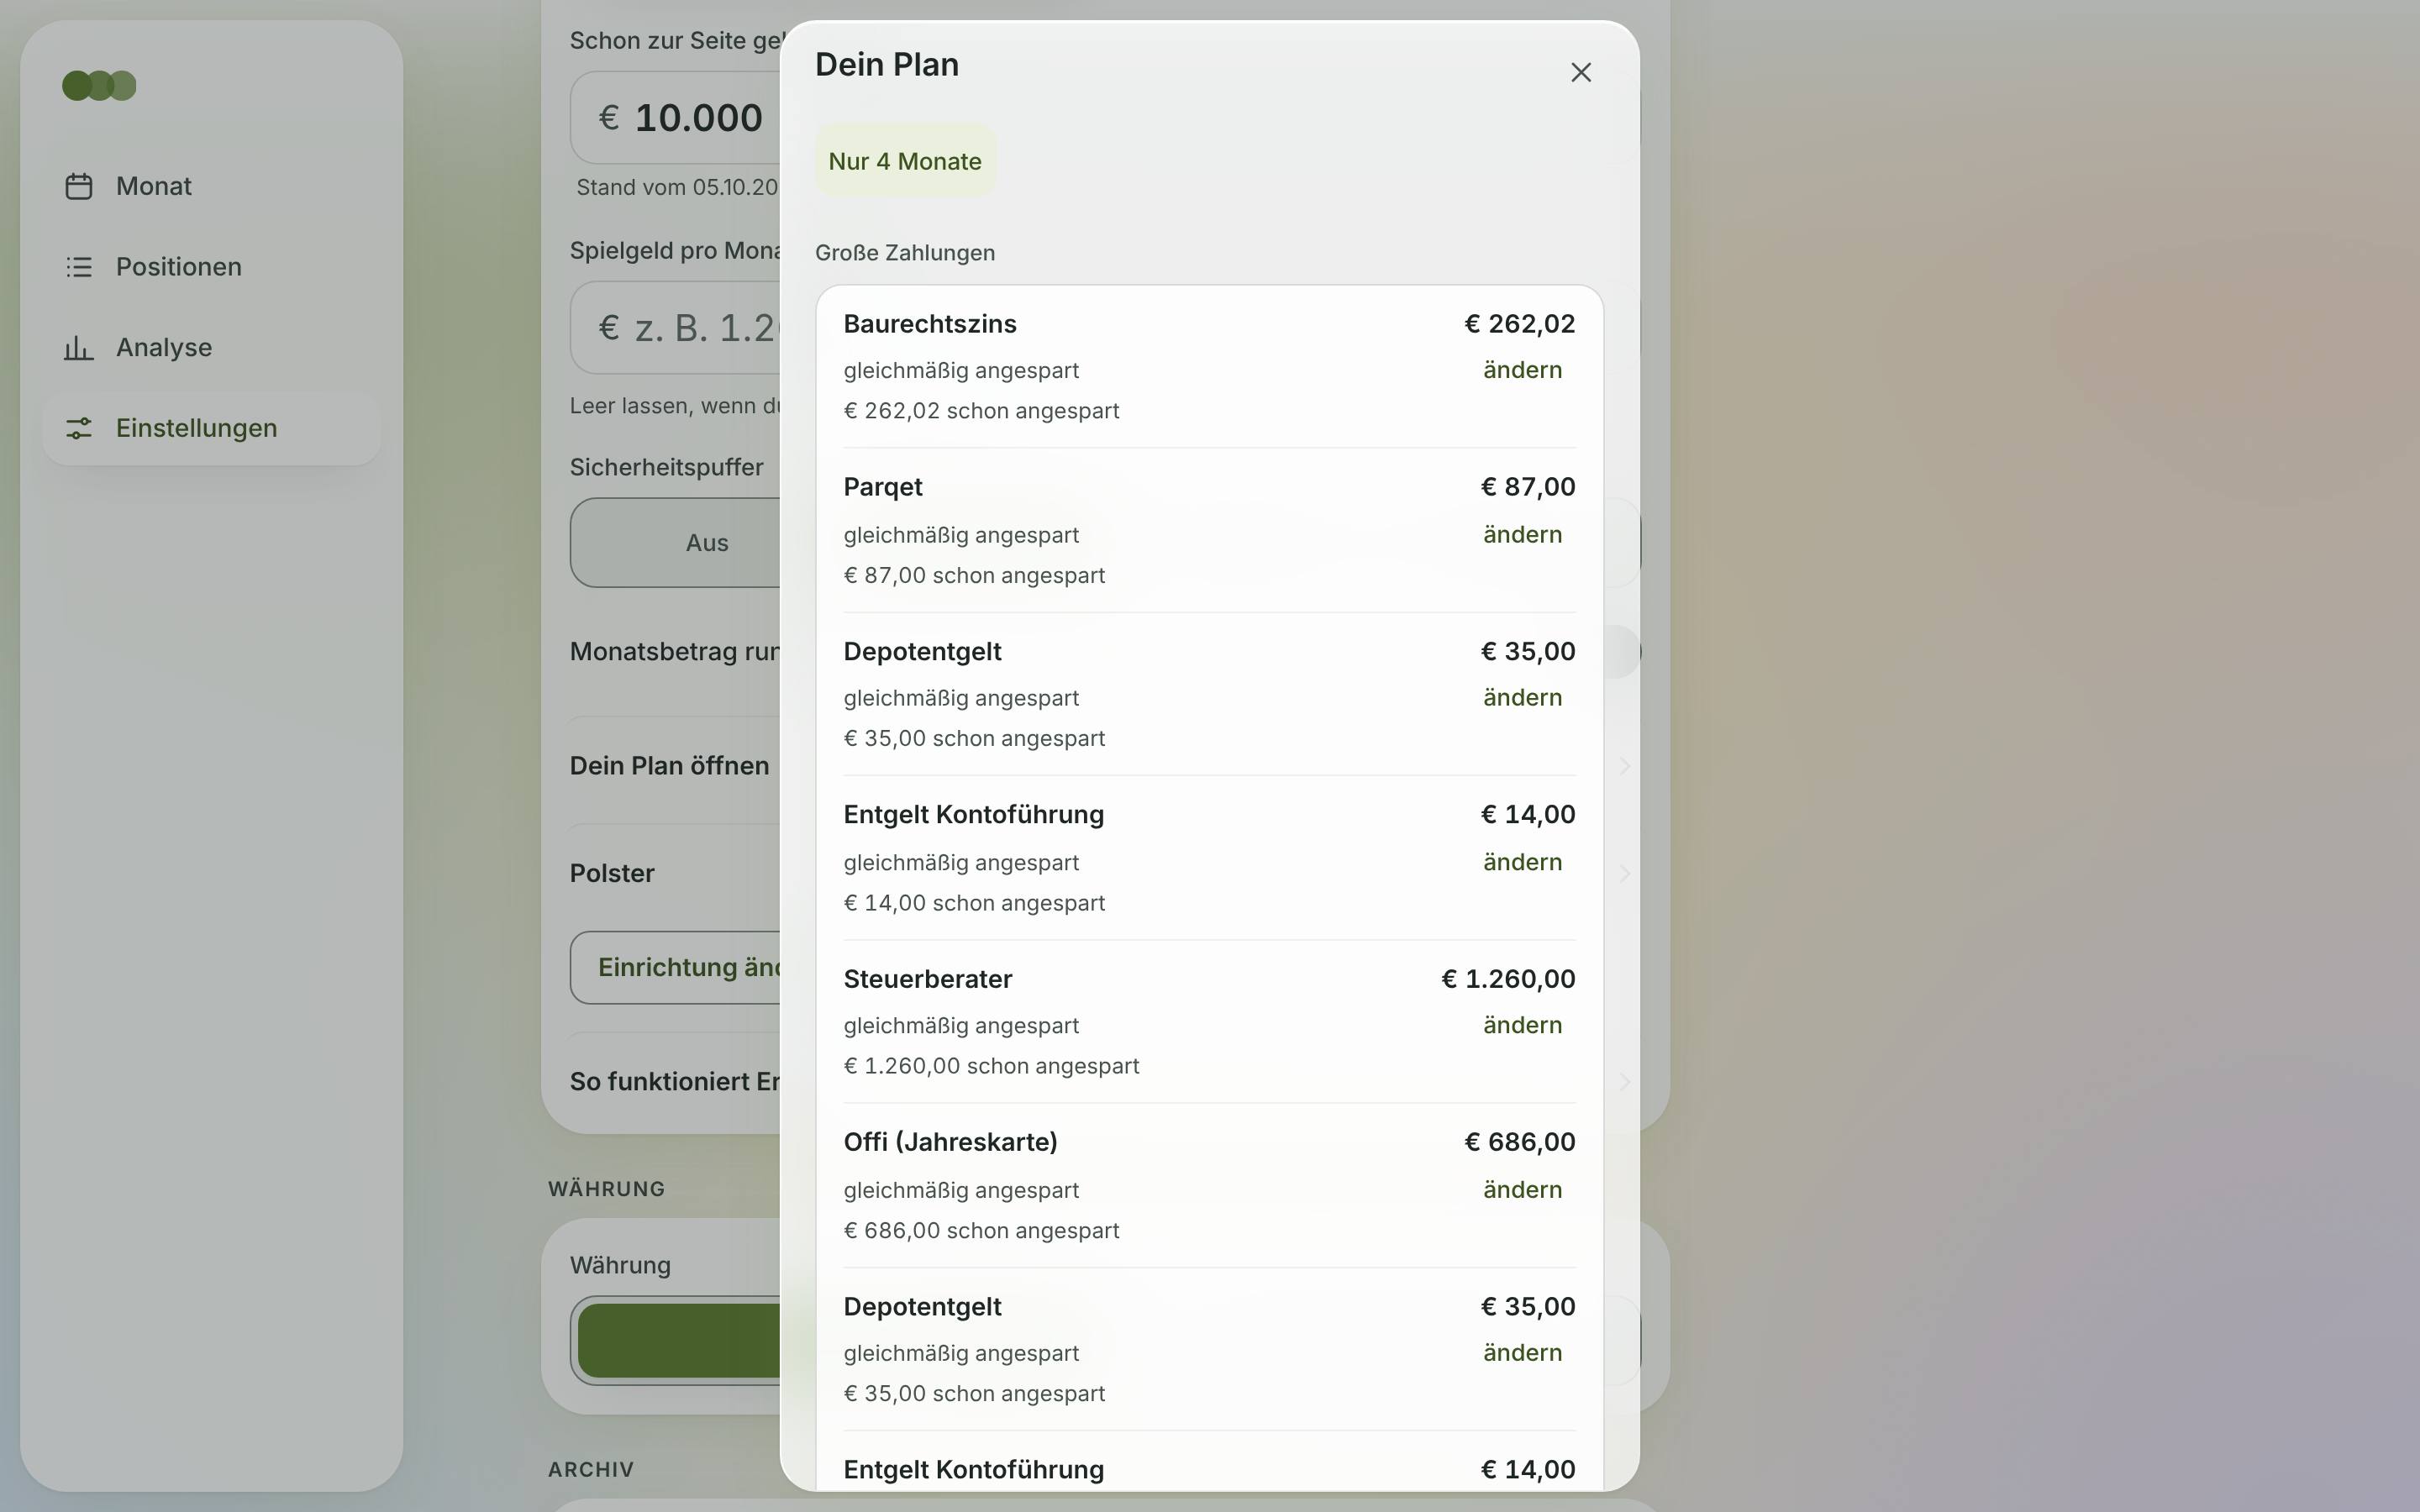 Monat
Positionen
Analyse
Einstellungen
Schon zur Seite
€ 10.000
Stand vom 05.10.20
Spielgeld pro
€ z. B. 1.2
Leer lassen, wenn
Sicherheitspuffer
Aus
Monatsbetrag
Dein Plan öffnen
Polster
Einrichtung
So funktioniert
WÄHRUNG
Währung
ARCHIV
Dein Plan
Nur 4 Monate
Große Zahlungen
Baurechtszins € 262,02
gleichmäßig angespart ändern
€ 262,02 schon angespart
Parqet € 87,00
gleichmäßig angespart ändern
€ 87,00 schon angespart
Depotentgelt € 35,00
gleichmäßig angespart ändern
€ 35,00 schon angespart
Entgelt Kontoführung € 14,00
gleichmäßig angespart ändern
€ 14,00 schon angespart
Steuerberater € 1.260,00
gleichmäßig angespart ändern
€ 1.260,00 schon angespart
Offi (Jahreskarte) € 686,00
gleichmäßig angespart ändern
€ 686,00 schon angespart
Depotentgelt € 35,00
gleichmäßig angespart ändern
€ 35,00 schon angespart
Entgelt Kontoführung € 14,00